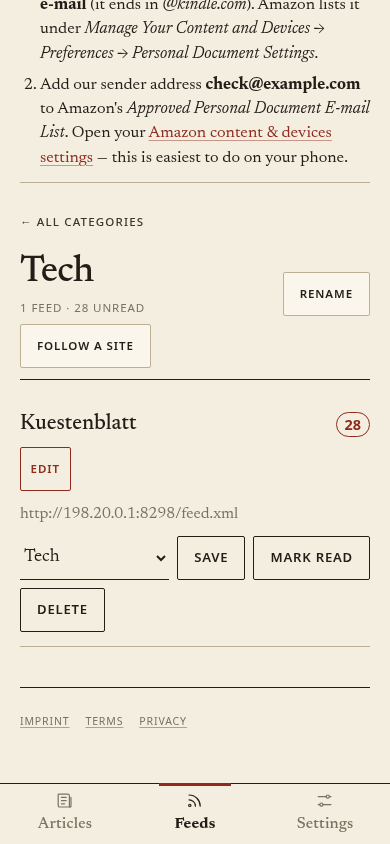 e-mail (it ends in @kindle.com). Amazon lists it
under Manage Your Content and Devices →
Preferences → Personal Document Settings.
2. Add our sender address check@example.com
to Amazon's Approved Personal Document E-mail
List. Open your Amazon content & devices
settings — this is easiest to do on your phone.
← ALL CATEGORIES
Tech
1 FEED · 28 UNREAD
RENAME
FOLLOW A SITE
Kuestenblatt
28
EDIT
http://198.20.0.1:8298/feed.xml
Tech
SAVE
MARK READ
DELETE
IMPRINT TERMS PRIVACY
Articles Feeds Settings